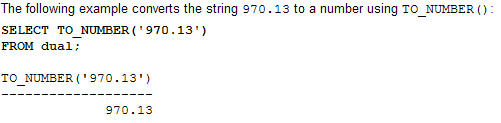 The following example converts the string 970.13 to a number using TO_NUMBER():
SELECT TO_NUMBER('970.13')
FROM dual;
TO_NUMBER('970.13')
-------------------
970.13